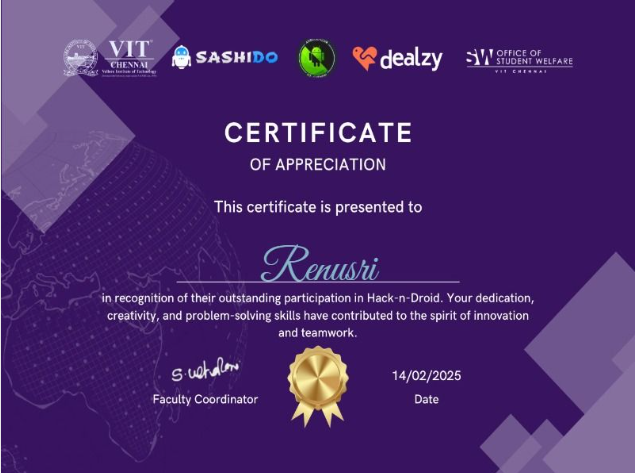 VIT
CHENNAI
Vellore Institute of Technology
SASHIDO
dealzy
SW OFFICE OF
STUDENT WELFARE
VIT CHENNAI
CERTIFICATE
OF APPRECIATION
This certificate is presented to
Renusri
in recognition of their outstanding participation in Hack-n-Droid. Your dedication,
creativity, and problem-solving skills have contributed to the spirit of innovation
and teamwork.
14/02/2025
Faculty Coordinator
Date